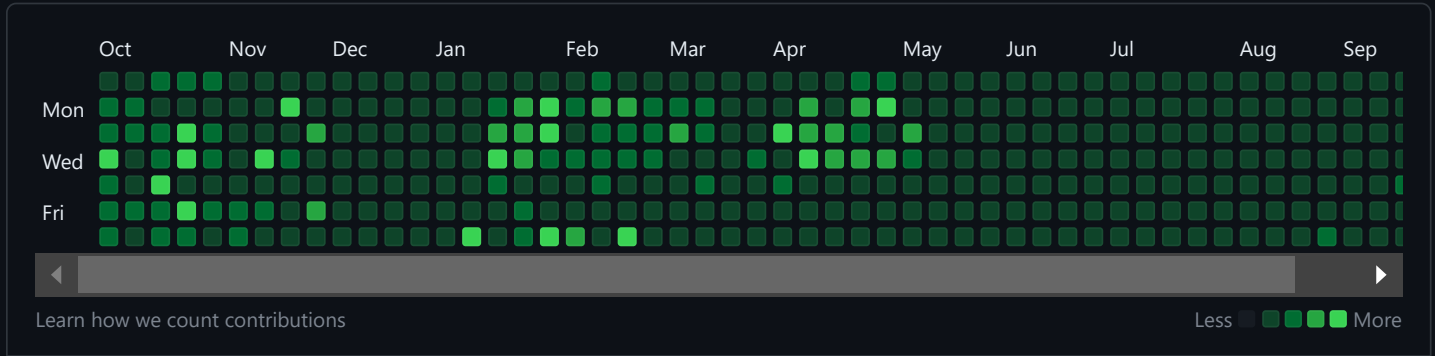 Oct Nov Dec Jan Feb Mar Apr May Jun Jul Aug Sep
Mon
Wed
Fri
Learn how we count contributions
Less More